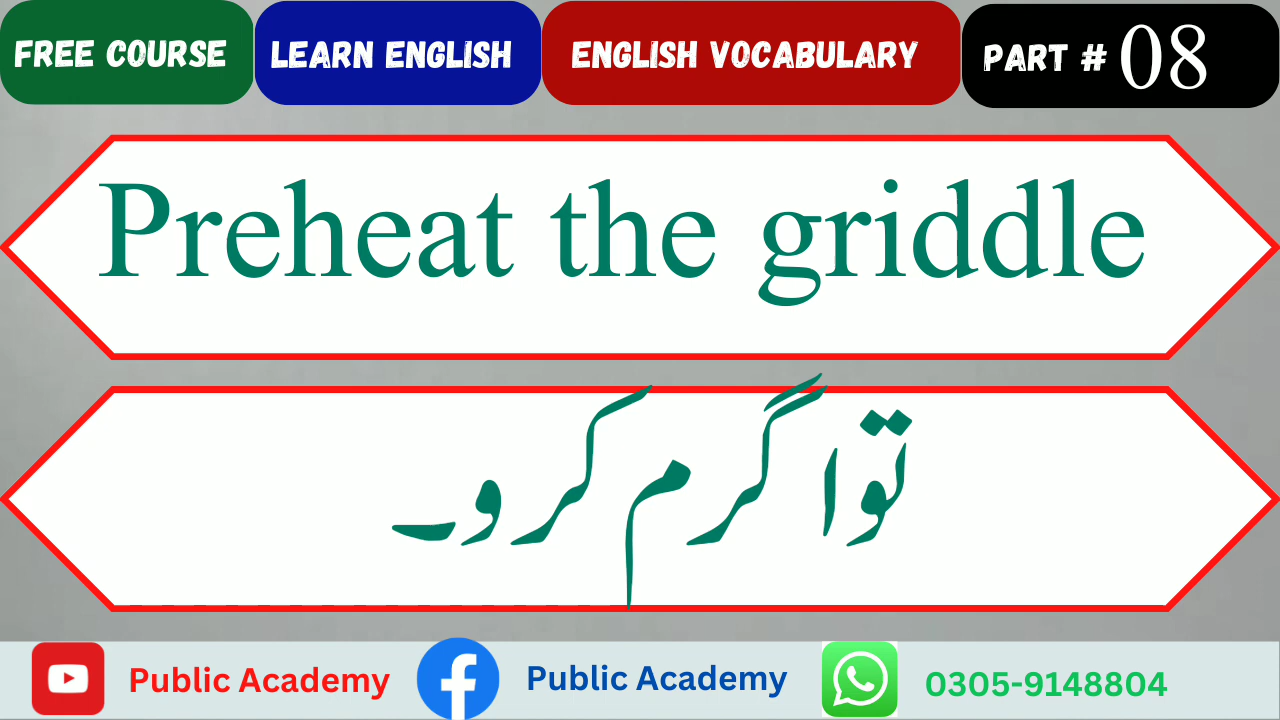 FREE COURSE LEARN ENGLISH ENGLISH VOCABULARY PART # 08
Preheat the griddle
توا گرم کرو۔
Public Academy Public Academy 0305-9148804